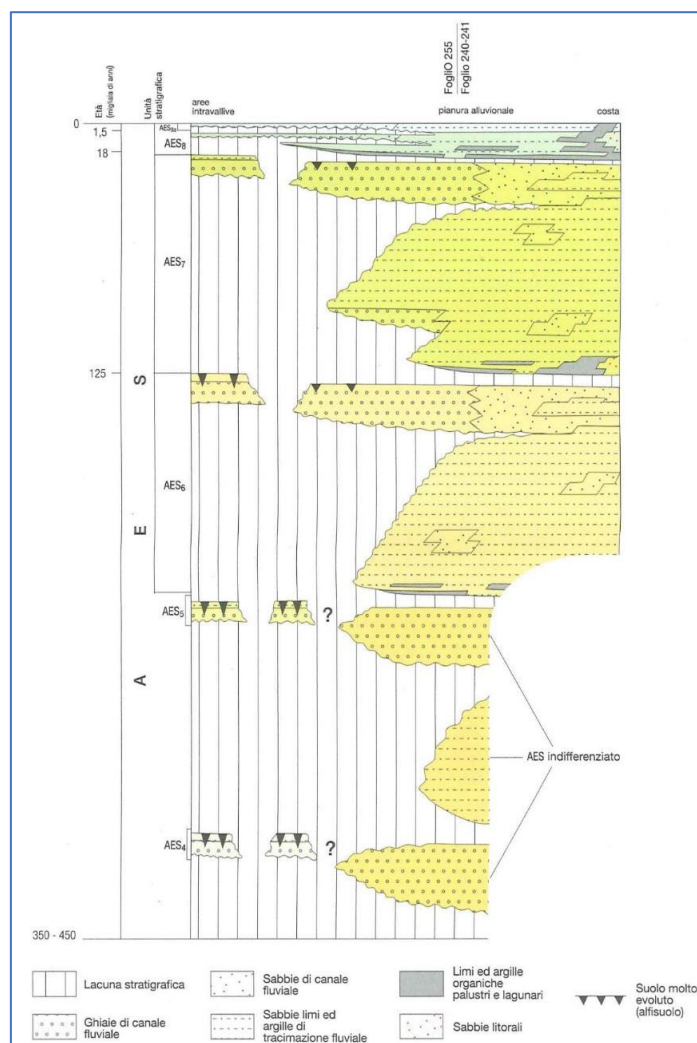 FogliO 255
Foglio 240-241
Età
(migliaia di anni)
Unità
stratigrafica
aree
intravallive
pianura alluvionale
costa
0
1,5
18
125
350 - 450
AES8a
AES8
AES7
AES6
AES5
AES4
S
E
A
?
?
AES indifferenziato
Lacuna stratigrafica
Sabbie di canale
fluviale
Limi ed argille
organiche
palustri e lagunari
Suolo molto
evoluto
(alfisuolo)
Ghiaie di canale
fluviale
Sabbie limi ed
argille di
tracimazione fluviale
Sabbie litorali